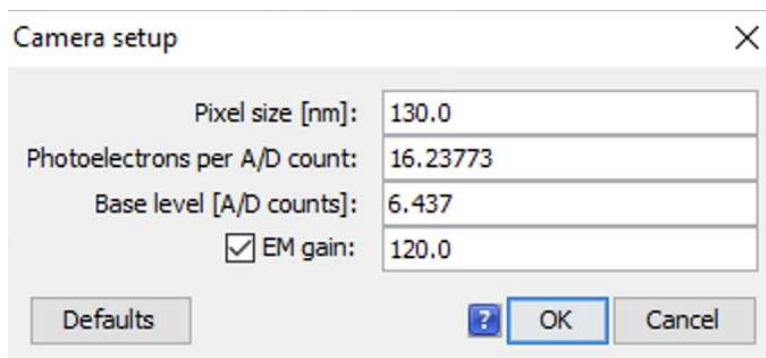 Camera setup
Pixel size [nm]: 130.0
Photoelectrons per A/D count: 16.23773
Base level [A/D counts]: 6.437
EM gain: 120.0
Defaults ? OK Cancel